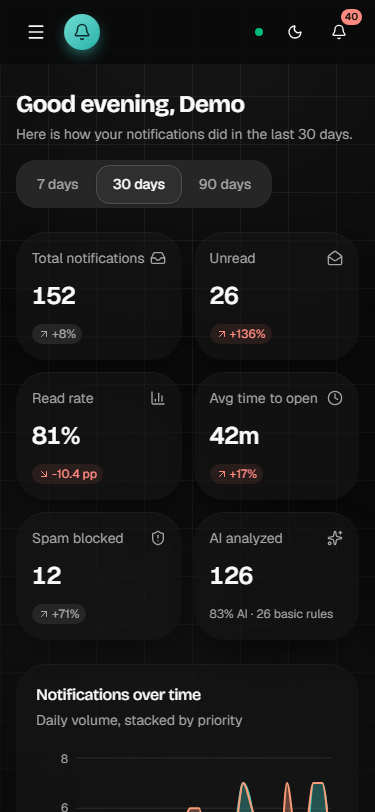 40
Good evening, Demo
Here is how your notifications did in the last 30 days.
7 days 30 days 90 days
Total notifications Unread
152 26
+8% +136%
Read rate Avg time to open
81% 42m
-10.4 pp +17%
Spam blocked AI analyzed
12 126
+71% 83% AI · 26 basic rules
Notifications over time
Daily volume, stacked by priority
8
6